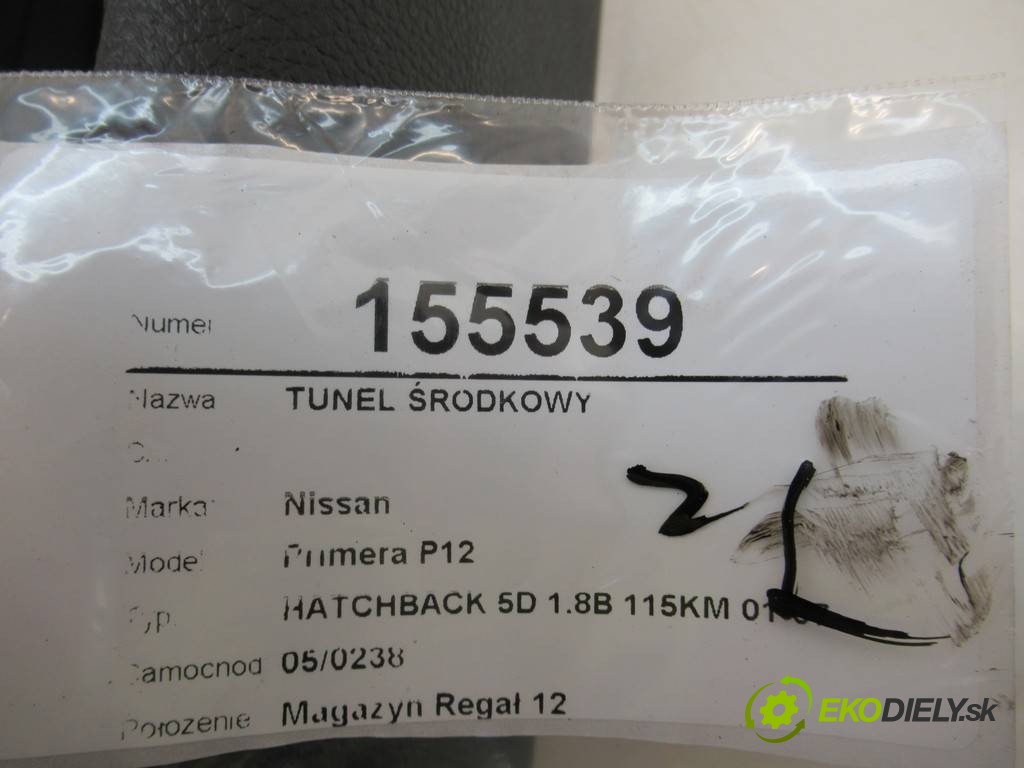 Numer 155539
Nazwa TUNEL ŚRODKOWY
Marka Nissan
Model Primera P12
Typ HATCHBACK 5D 1.8B 115KM
Samochod 05/0238
Położenie Magazyn Regał 12
EKODIELY.sk